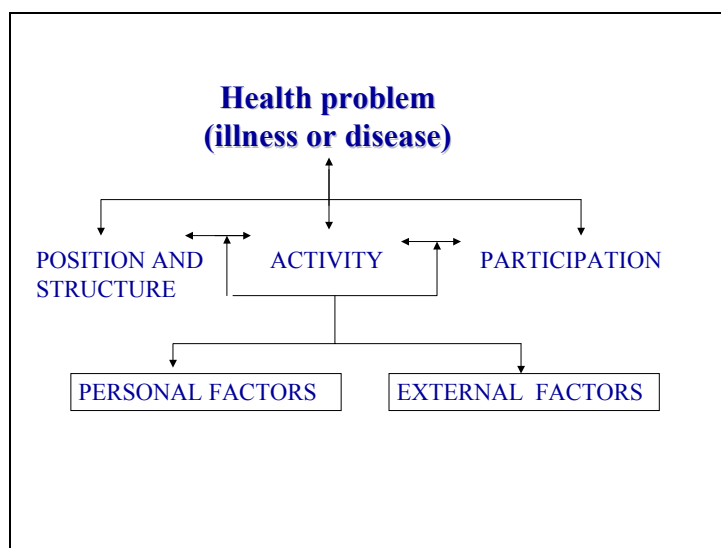 Health problem
(illness or disease)
POSITION AND
STRUCTURE
ACTIVITY
PARTICIPATION
PERSONAL FACTORS
EXTERNAL FACTORS